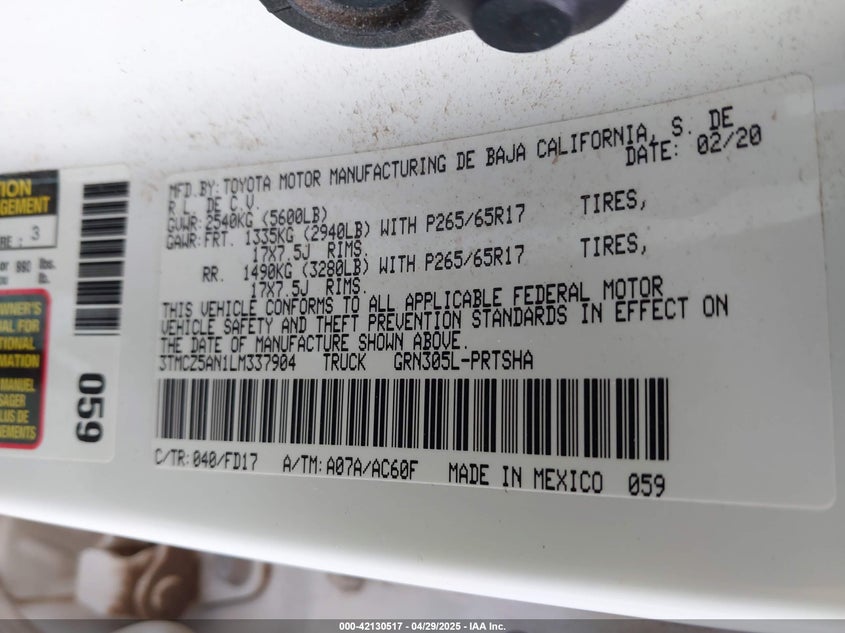 MFD.BY: TOYOTA MOTOR MANUFACTURING DE BAJA CALIFORNIA, S. DE
R.L. DE C.V. DATE: 02/20
GVWR: 2540KG (5600LB)
GAWR: FRT. 1335KG (2940LB) WITH P265/65R17 TIRES,
17X7.5J RIMS.
RR. 1490KG (3280LB) WITH P265/65R17 TIRES,
17X7.5J RIMS.
THIS VEHICLE CONFORMS TO ALL APPLICABLE FEDERAL MOTOR
VEHICLE SAFETY AND THEFT PREVENTION STANDARDS IN EFFECT ON
THE DATE OF MANUFACTURE SHOWN ABOVE.
3TMCZ5AN1LM337904 TRUCK GRN305L-PRTSHA
C/TR: 040/FD17 A/TM: A07A/AC60F MADE IN MEXICO 059
3
lbs.
lb.
MANUEL
059
000-42130517 - 04/29/2025 - IAA Inc.